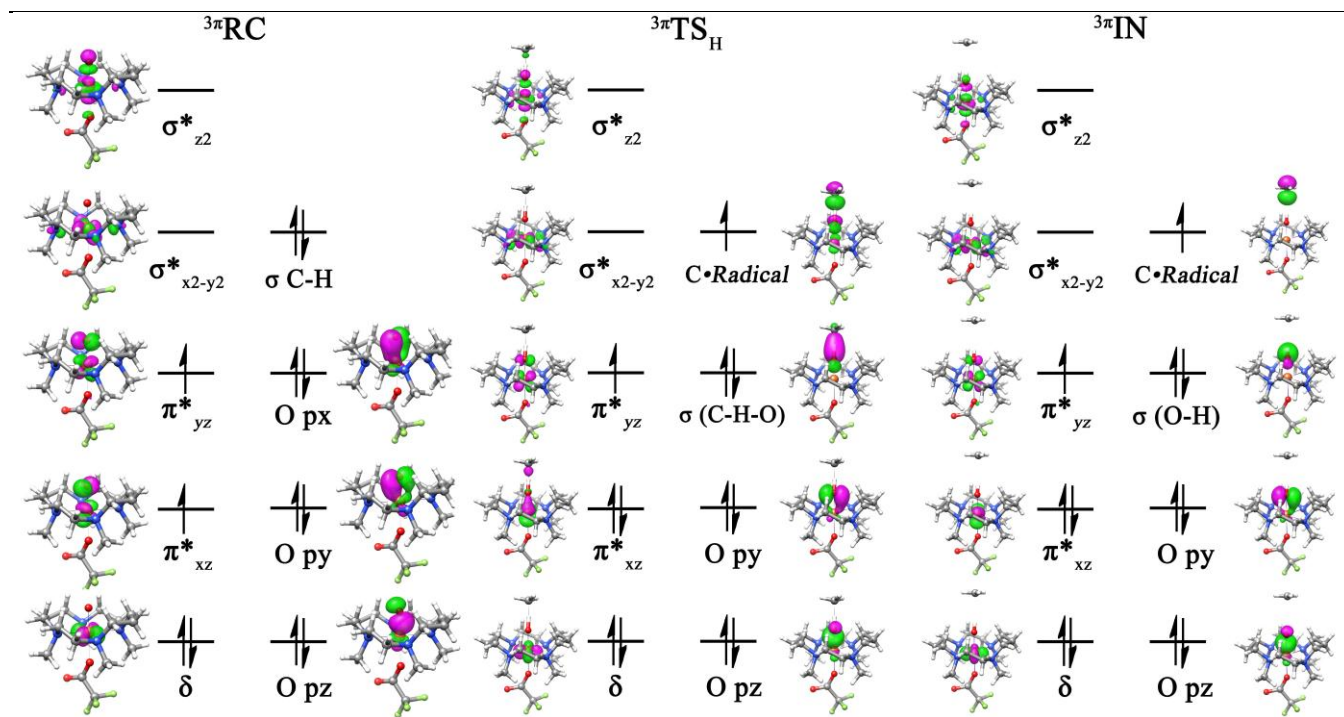 ³πRC ³πTS_H ³πIN
σ*z2 σ*z2 σ*z2
σ*x2-y2 σ C-H σ*x2-y2 C•Radical σ*x2-y2 C•Radical
π*yz O px π*yz σ (C-H-O) π*yz σ (O-H)
π*xz O py π*xz O py π*xz O py
δ O pz δ O pz δ O pz